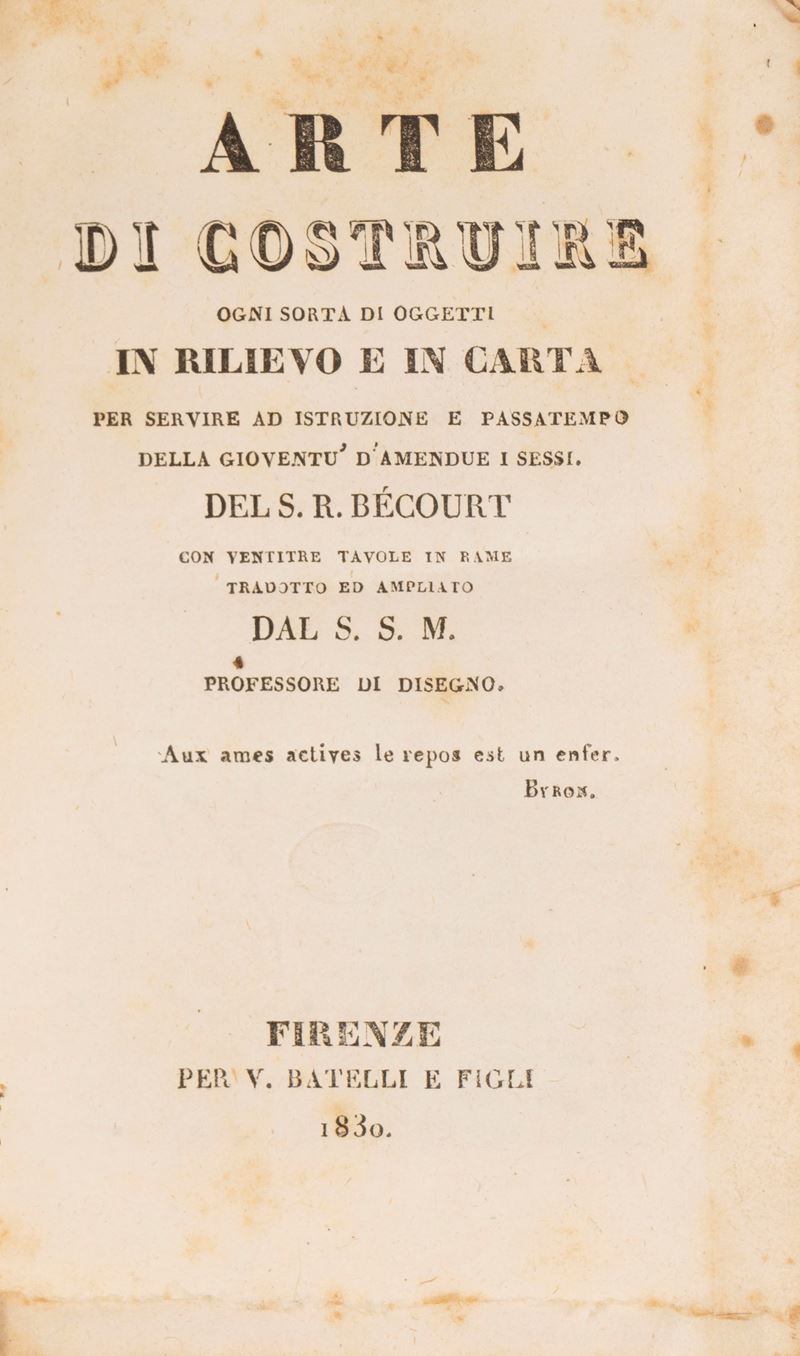 ARTE
DI COSTRUIRE
OGNI SORTA DI OGGETTI
IN RILIEVO E IN CARTA
PER SERVIRE AD ISTRUZIONE E PASSATEMPO
DELLA GIOVENTU' D'AMENDUE I SESSI.
DEL S. R. BÉCOURT
CON VENTITRE TAVOLE IN RAME
TRADOTTO ED AMPLIATO
DAL S. S. M.
PROFESSORE DI DISEGNO.
Aux ames actives le repos est un enfer.
BYRON.
FIRENZE
PER V. BATELLI E FIGLI
1830.